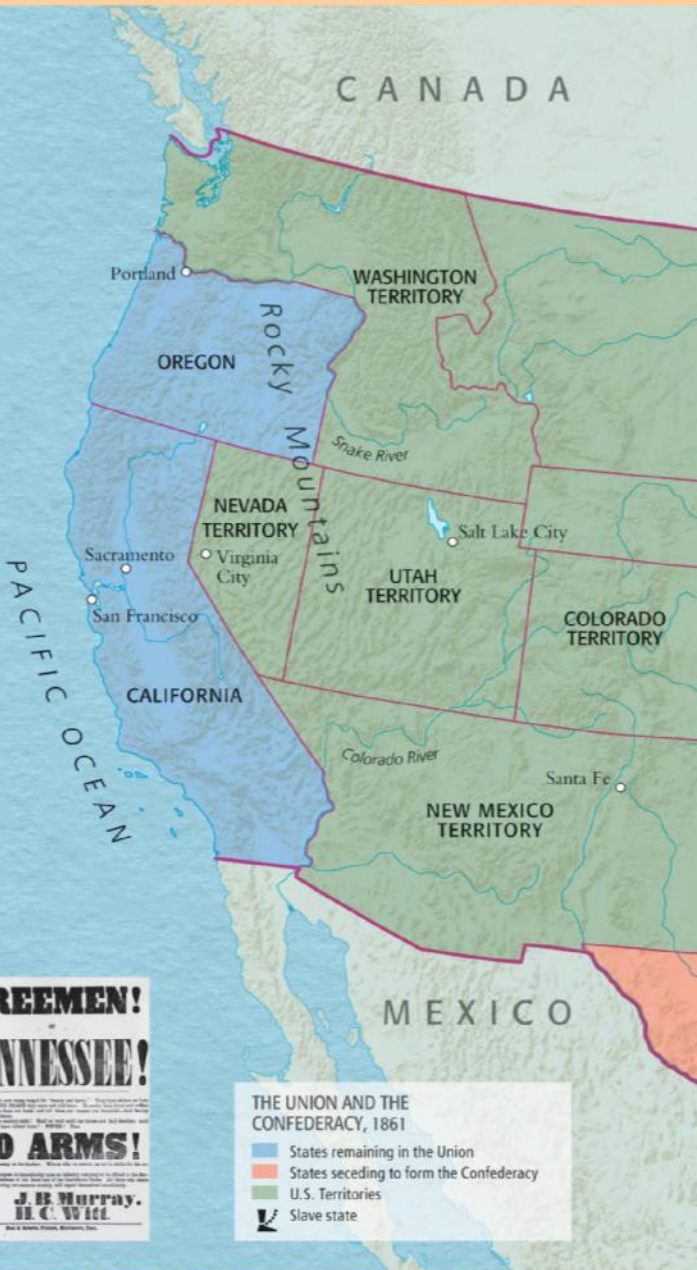 CANADA
Portland
WASHINGTON
TERRITORY
Rocky Mountains
OREGON
Snake River
NEVADA
TERRITORY
Salt Lake City
Sacramento
Virginia
City
UTAH
TERRITORY
San Francisco
COLORADO
TERRITORY
PACIFIC OCEAN
CALIFORNIA
Colorado River
Santa Fe
NEW MEXICO
TERRITORY
MEXICO
REEMEN!
NNESSEE!
O ARMS!
J. B. Murray.
H. C. Witt.
THE UNION AND THE
CONFEDERACY, 1861
States remaining in the Union
States seceding to form the Confederacy
U.S. Territories
Slave state